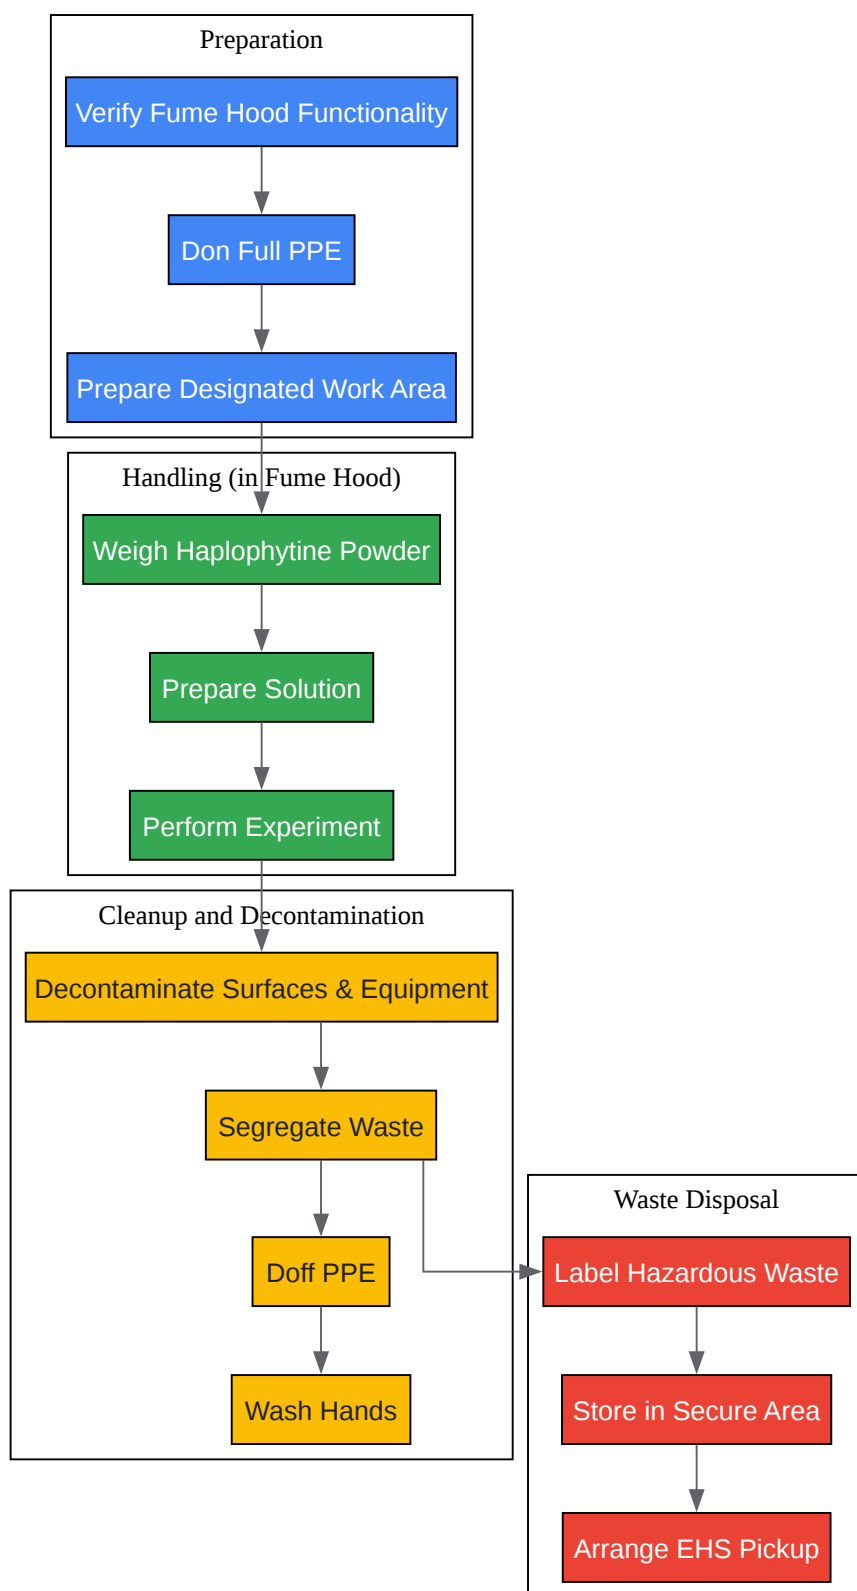 Preparation
Verify Fume Hood Functionality
Don Full PPE
Prepare Designated Work Area
Handling (in Fume Hood)
Weigh Haplophytine Powder
Prepare Solution
Perform Experiment
Cleanup and Decontamination
Decontaminate Surfaces & Equipment
Segregate Waste
Doff PPE
Wash Hands
Waste Disposal
Label Hazardous Waste
Store in Secure Area
Arrange EHS Pickup